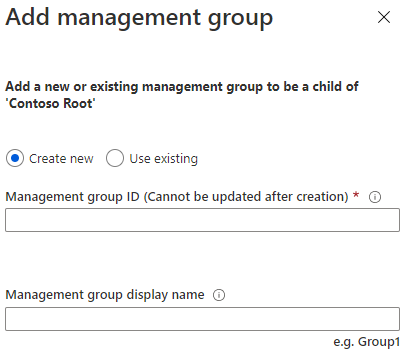 Add management group
Add a new or existing management group to be a child of
'Contoso Root'
Create new Use existing
Management group ID (Cannot be updated after creation) *
Management group display name
e.g. Group1